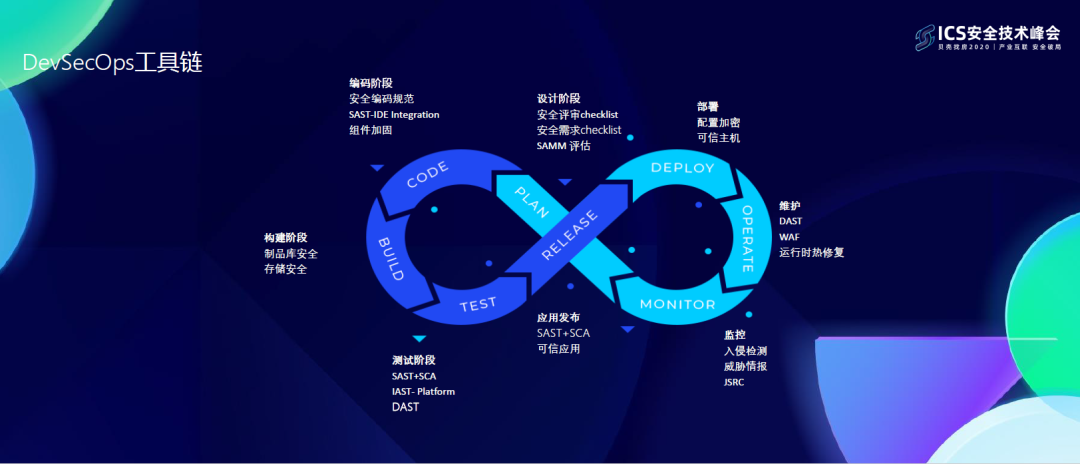 DevSecOps工具链
ICS安全技术峰会
贝壳找房2020 | 产业互联 安全破局
编码阶段
安全编码规范
SAST-IDE Integration
组件加固
设计阶段
安全评审checklist
安全需求checklist
SAMM 评估
部署
配置加密
可信主机
CODE
PLAN
DEPLOY
构建阶段
制品库安全
存储安全
BUILD
RELEASE
OPERATE
维护
DAST
WAF
运行时热修复
TEST
MONITOR
应用发布
SAST+SCA
可信应用
监控
入侵检测
威胁情报
JSRC
测试阶段
SAST+SCA
IAST- Platform
DAST